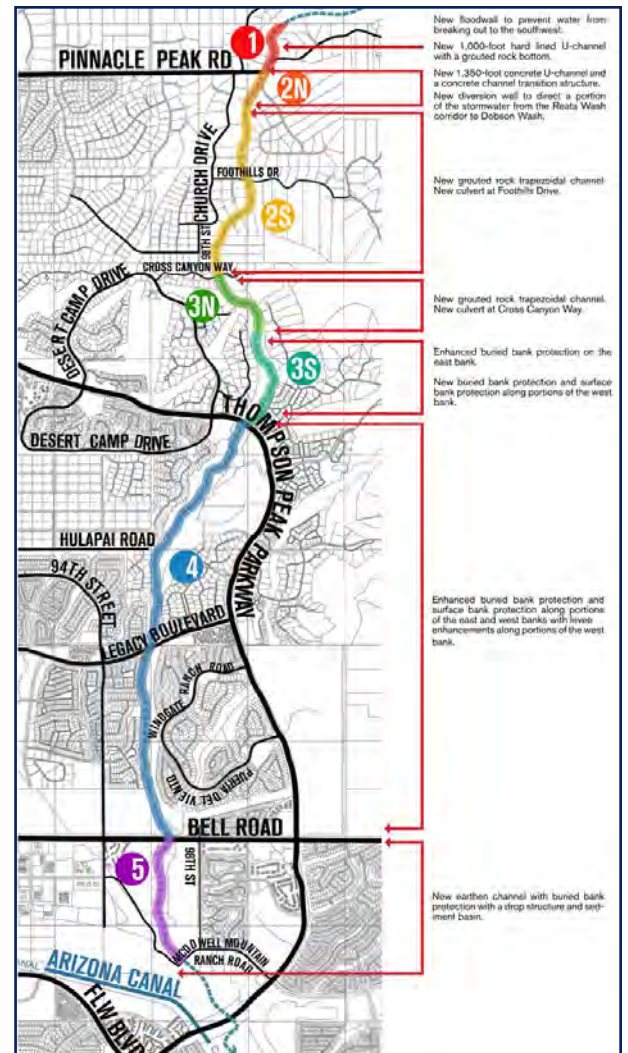 New floodwall to prevent water from
breaking out to the southwest.
1
New 1,000-foot hard lined U-channel
with a grouted rock bottom.
PINNACLE PEAK RD
New 1,350-foot concrete U-channel and
a concrete channel transition structure.
2N
New diversion wall to direct a portion
of the stormwater from the Reata Wash
corridor to Dobson Wash.
CHURCH DRIVE
FOOTHILLS DR
New grouted rock trapezoidal channel.
New culvert at Foothills Drive.
2S
98TH ST
CROSS CANYON WAY
DESERT CAMP DRIVE
3N
New grouted rock trapezoidal channel.
New culvert at Cross Canyon Way.
Enhanced buried bank protection on the
east bank.
3S
New buried bank protection and surface
bank protection along portions of the west
bank.
THOMPSON PEAK PARKWAY
DESERT CAMP DRIVE
HULAPAI ROAD
4
94TH STREET
Enhanced buried bank protection and
surface bank protection along portions
of the east and west banks with levee
enhancements along portions of the west
bank.
LEGACY BOULEVARD
WINDGATE RANCH ROAD
PUERTA DEL VIENTO
BELL ROAD
5
98TH ST
New earthen channel with buried bank
protection with a drop structure and sed-
iment basin.
MCDOWELL MOUNTAIN
RANCH ROAD
ARIZONA CANAL
FLW BLVD